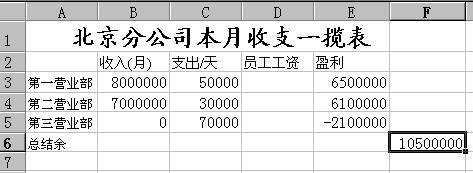 A B C D E F
1 北京分公司本月收支一揽表
2 收入(月) 支出/天 员工工资 盈利
3 第一营业部 8000000 50000 6500000
4 第二营业部 7000000 30000 6100000
5 第三营业部 0 70000 -2100000
6 总结余 10500000
7